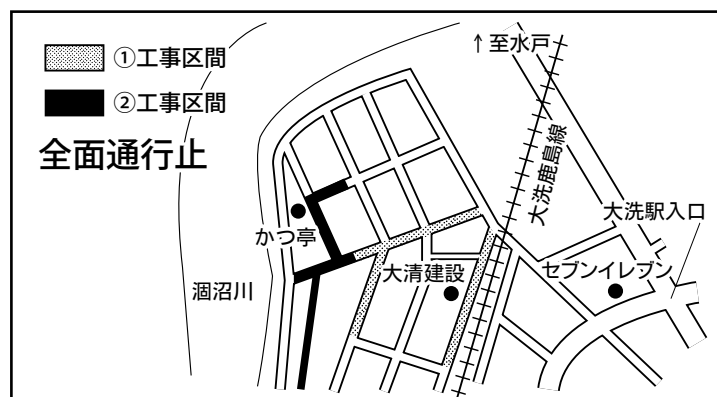 ①工事区間
②工事区間
全面通行止
↑至水戸
大洗鹿島線
大洗駅入口
かつ亭
大清建設
セブンイレブン
涸沼川